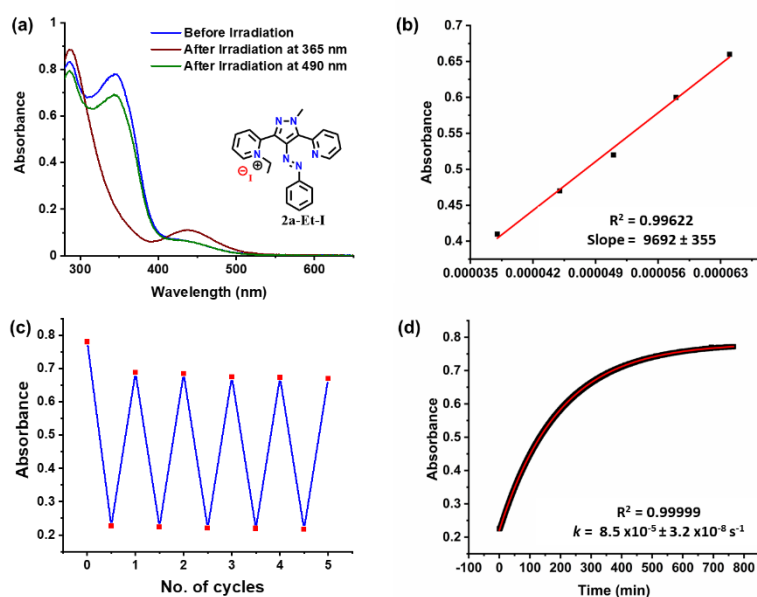 (a)
Before Irradiation
After Irradiation at 365 nm
After Irradiation at 490 nm
1
0.8
0.6
0.4
0.2
0
Absorbance
300 400 500 600
Wavelength (nm)
N N
N
N
N
N
⊕
⊖
I
2a-Et-I
(b)
0.7
0.65
0.6
0.55
0.5
0.45
0.4
Absorbance
R² = 0.99622
Slope = 9692 ± 355
0.000035 0.000042 0.000049 0.000056 0.000063
(c)
0.8
0.7
0.6
0.5
0.4
0.3
0.2
Absorbance
0 1 2 3 4 5
No. of cycles
(d)
0.8
0.7
0.6
0.5
0.4
0.3
0.2
Absorbance
R² = 0.99999
k = 8.5 x10⁻⁵ ± 3.2 x10⁻⁸ s⁻¹
-100 0 100 200 300 400 500 600 700 800
Time (min)